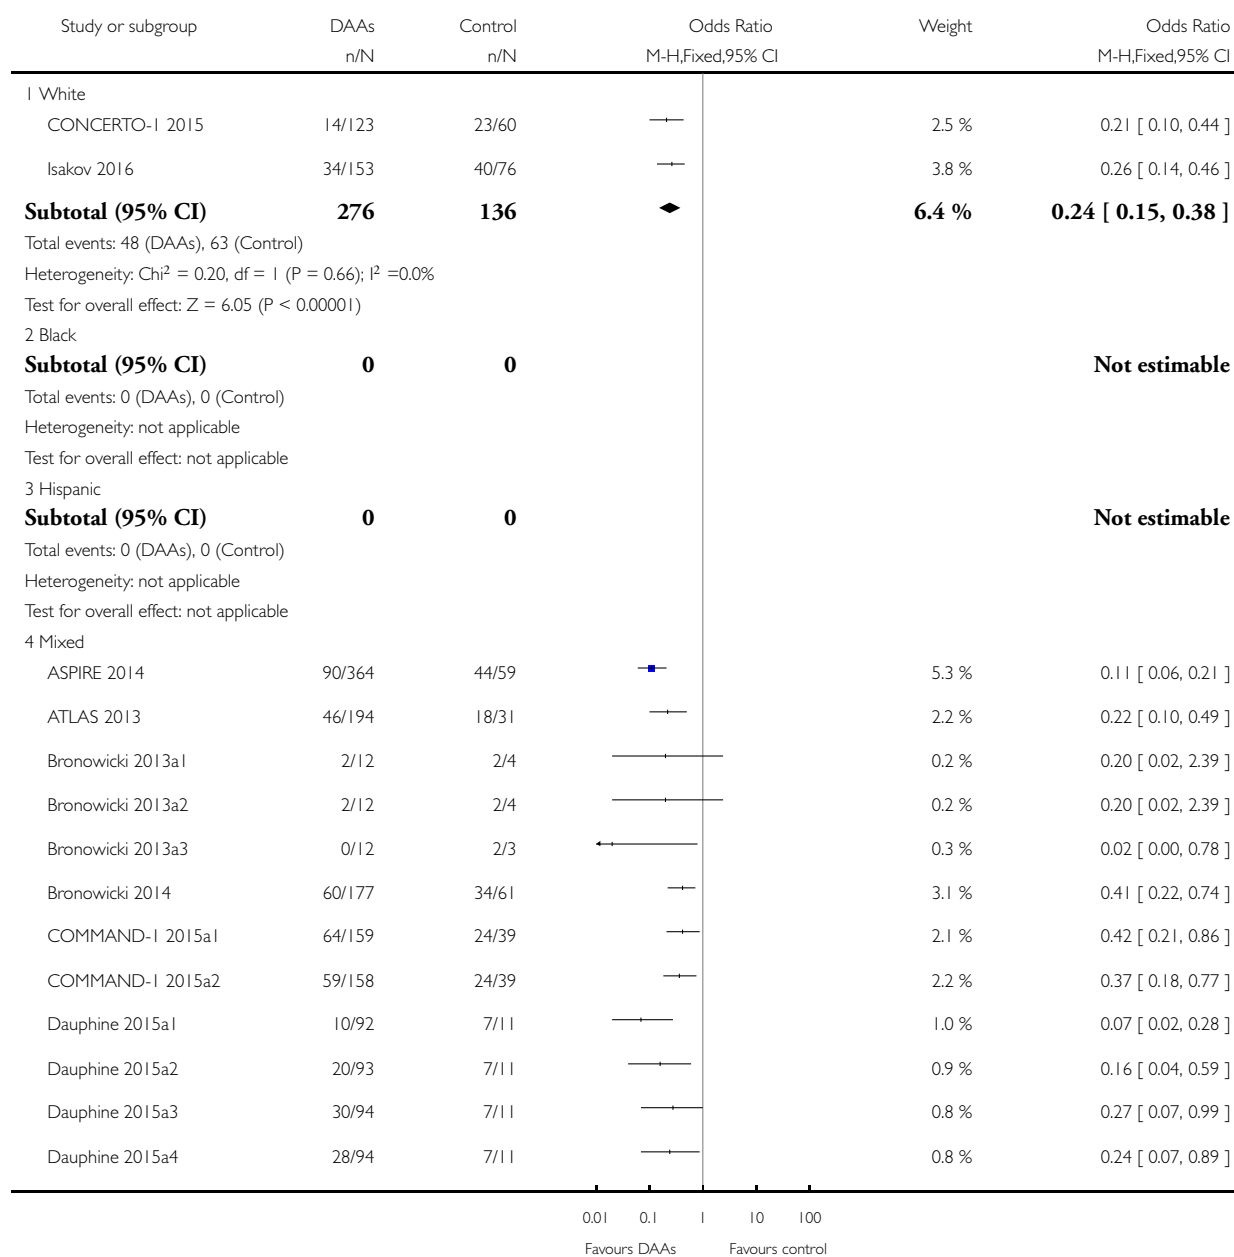 Study or subgroup DAAs Control Odds Ratio Weight Odds Ratio
n/N n/N M-H,Fixed,95% CI M-H,Fixed,95% CI
1 White
CONCERTO-1 2015 14/123 23/60 2.5 % 0.21 [ 0.10, 0.44 ]
Isakov 2016 34/153 40/76 3.8 % 0.26 [ 0.14, 0.46 ]
Subtotal (95% CI) 276 136 6.4 % 0.24 [ 0.15, 0.38 ]
Total events: 48 (DAAs), 63 (Control)
Heterogeneity: Chi² = 0.20, df = 1 (P = 0.66); I² =0.0%
Test for overall effect: Z = 6.05 (P < 0.00001)
2 Black
Subtotal (95% CI) 0 0 Not estimable
Total events: 0 (DAAs), 0 (Control)
Heterogeneity: not applicable
Test for overall effect: not applicable
3 Hispanic
Subtotal (95% CI) 0 0 Not estimable
Total events: 0 (DAAs), 0 (Control)
Heterogeneity: not applicable
Test for overall effect: not applicable
4 Mixed
ASPIRE 2014 90/364 44/59 5.3 % 0.11 [ 0.06, 0.21 ]
ATLAS 2013 46/194 18/31 2.2 % 0.22 [ 0.10, 0.49 ]
Bronowicki 2013a1 2/12 2/4 0.2 % 0.20 [ 0.02, 2.39 ]
Bronowicki 2013a2 2/12 2/4 0.2 % 0.20 [ 0.02, 2.39 ]
Bronowicki 2013a3 0/12 2/3 0.3 % 0.02 [ 0.00, 0.78 ]
Bronowicki 2014 60/177 34/61 3.1 % 0.41 [ 0.22, 0.74 ]
COMMAND-1 2015a1 64/159 24/39 2.1 % 0.42 [ 0.21, 0.86 ]
COMMAND-1 2015a2 59/158 24/39 2.2 % 0.37 [ 0.18, 0.77 ]
Dauphine 2015a1 10/92 7/11 1.0 % 0.07 [ 0.02, 0.28 ]
Dauphine 2015a2 20/93 7/11 0.9 % 0.16 [ 0.04, 0.59 ]
Dauphine 2015a3 30/94 7/11 0.8 % 0.27 [ 0.07, 0.99 ]
Dauphine 2015a4 28/94 7/11 0.8 % 0.24 [ 0.07, 0.89 ]
0.01 0.1 1 10 100
Favours DAAs Favours control